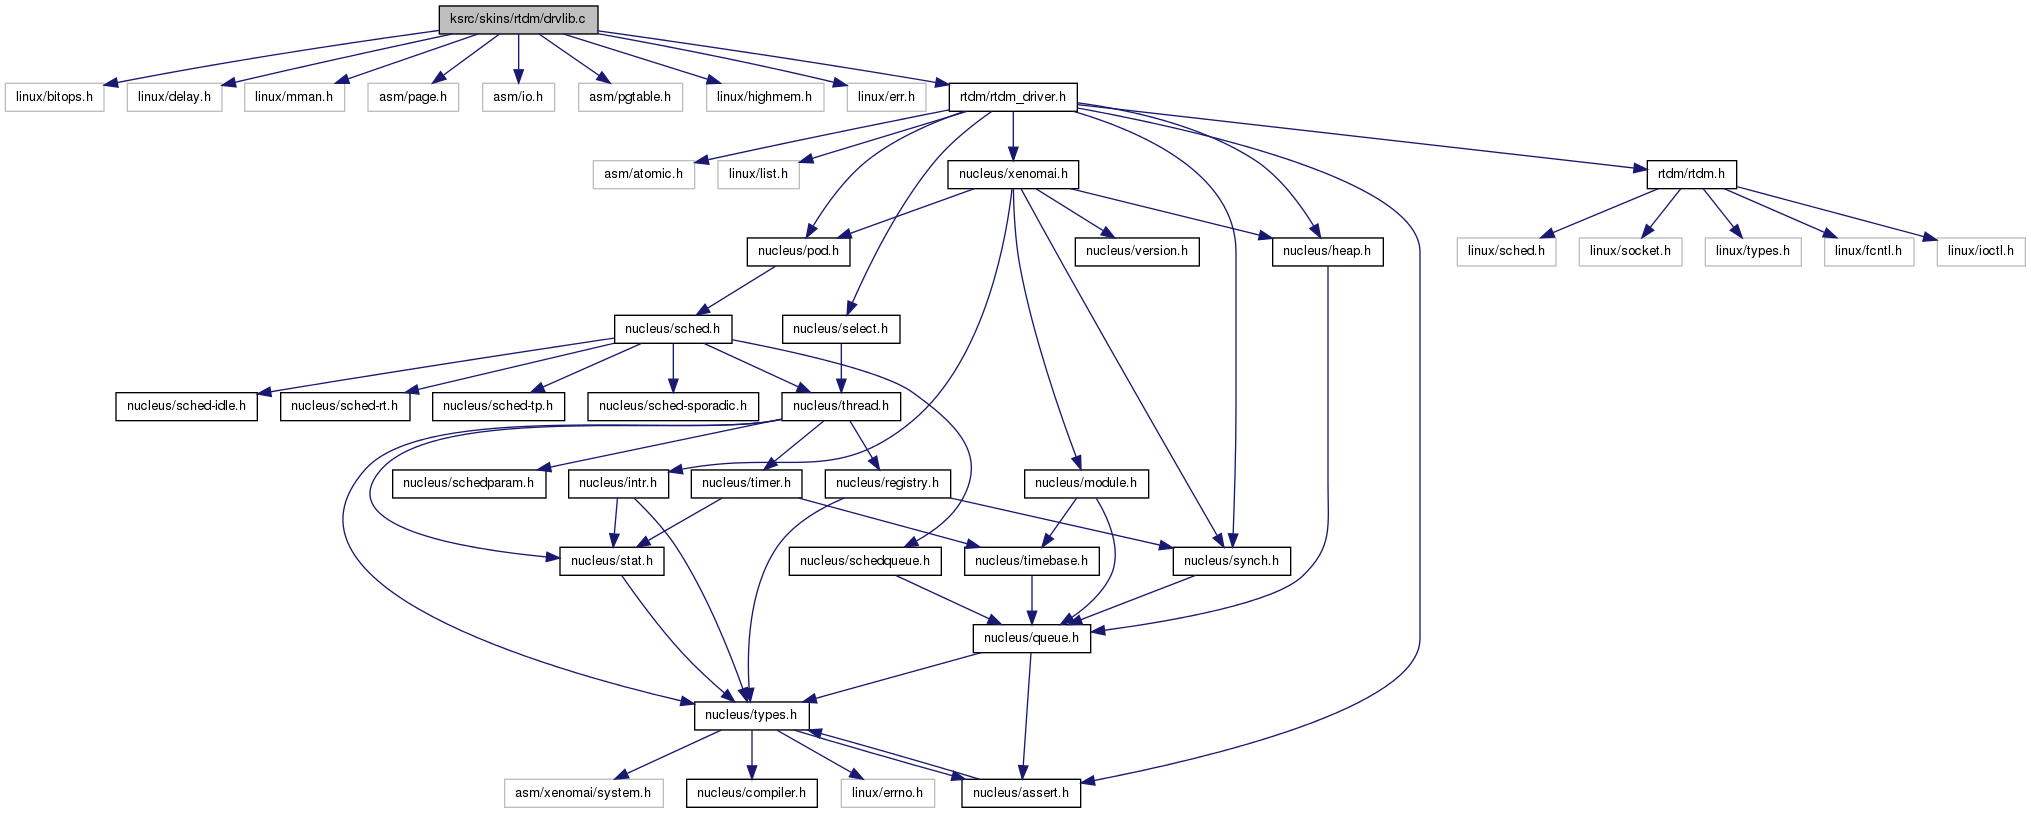 ksrc/skins/rtdm/drvlib.c
linux/bitops.h
linux/delay.h
linux/mman.h
asm/page.h
asm/io.h
asm/pgtable.h
linux/highmem.h
linux/err.h
rtdm/rtdm_driver.h
asm/atomic.h
linux/list.h
nucleus/xenomai.h
rtdm/rtdm.h
nucleus/pod.h
nucleus/version.h
nucleus/heap.h
linux/sched.h
linux/socket.h
linux/types.h
linux/fcntl.h
linux/ioctl.h
nucleus/sched.h
nucleus/select.h
nucleus/sched-idle.h
nucleus/sched-rt.h
nucleus/sched-tp.h
nucleus/sched-sporadic.h
nucleus/thread.h
nucleus/schedparam.h
nucleus/intr.h
nucleus/timer.h
nucleus/registry.h
nucleus/module.h
nucleus/stat.h
nucleus/schedqueue.h
nucleus/timebase.h
nucleus/synch.h
nucleus/queue.h
nucleus/types.h
asm/xenomai/system.h
nucleus/compiler.h
linux/errno.h
nucleus/assert.h